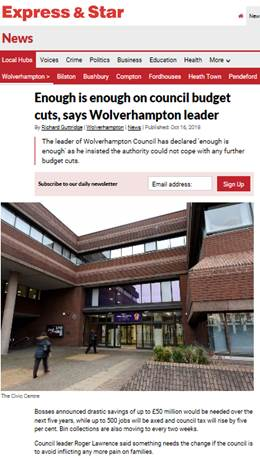 Express & Star
News
News
Local Hubs Voices Crime Politics Business Education Health More
Wolverhampton > Bilston Bushbury Compton Fordhouses Heath Town Pendeford
Enough is enough on council budget
cuts, says Wolverhampton leader
By Richard Guttridge | Wolverhampton | News | Published: Oct 16, 2018
The leader of Wolverhampton Council has declared 'enough is
enough' as he insisted the authority could not cope with any further
budget cuts.
Subscribe to our daily newsletter Email address: Sign Up
The Civic Centre
Bosses announced drastic savings of up to £50 million would be needed over the
next five years, while up to 500 jobs will be axed and council tax will rise by five
per cent. Bin collections are also moving to every two weeks.
Council leader Roger Lawrence said something needs the change if the council is
to avoid inflicting any more pain on families.